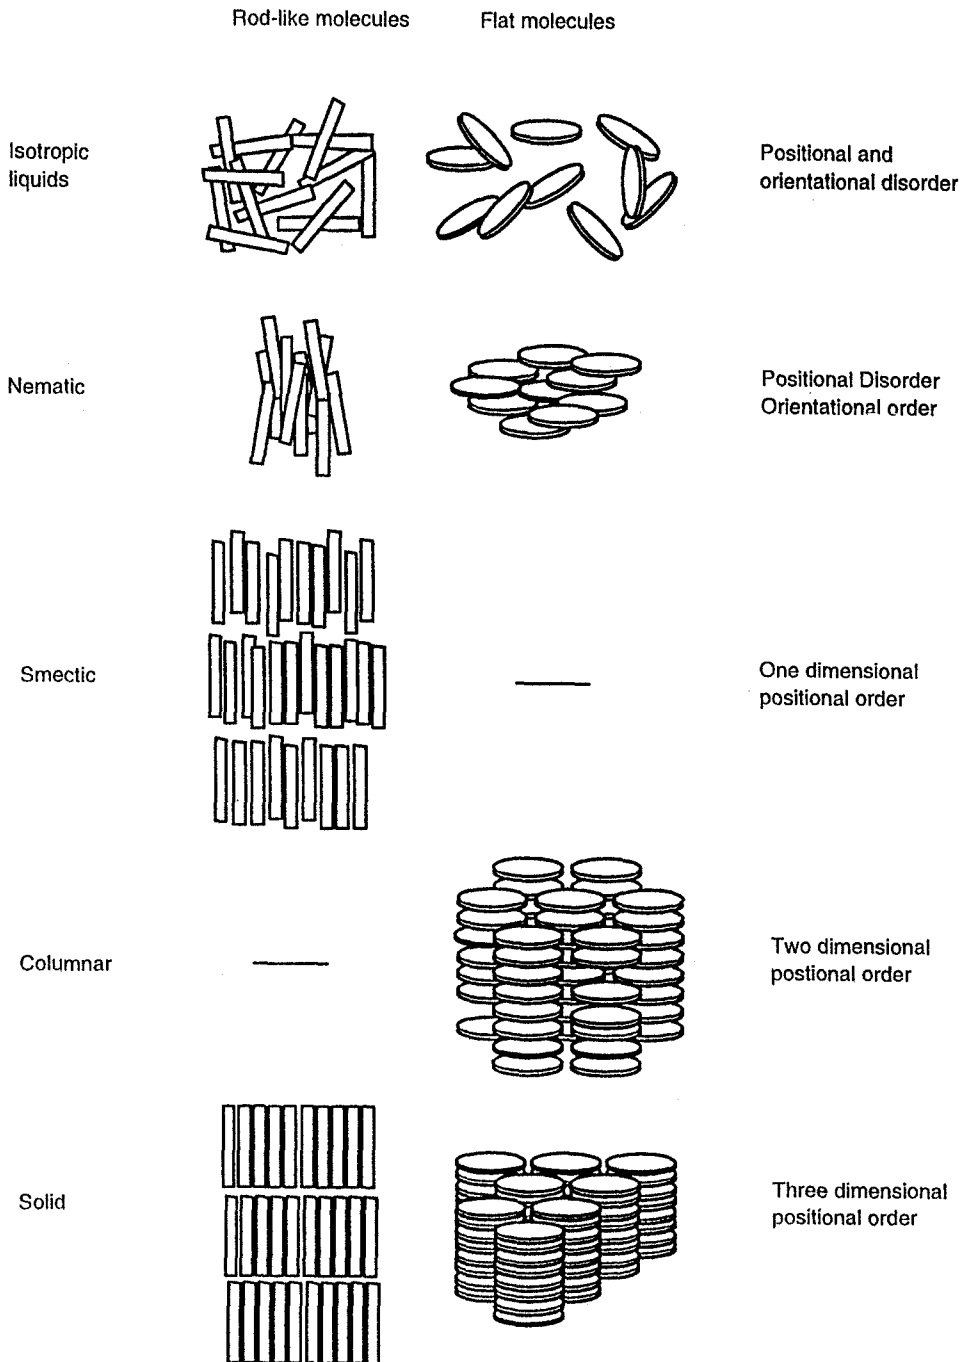 Rod-like molecules
Flat molecules
Isotropic
liquids
Positional and
orientational disorder
Nematic
Positional Disorder
Orientational order
Smectic
One dimensional
positional order
Columnar
Two dimensional
postional order
Solid
Three dimensional
positional order